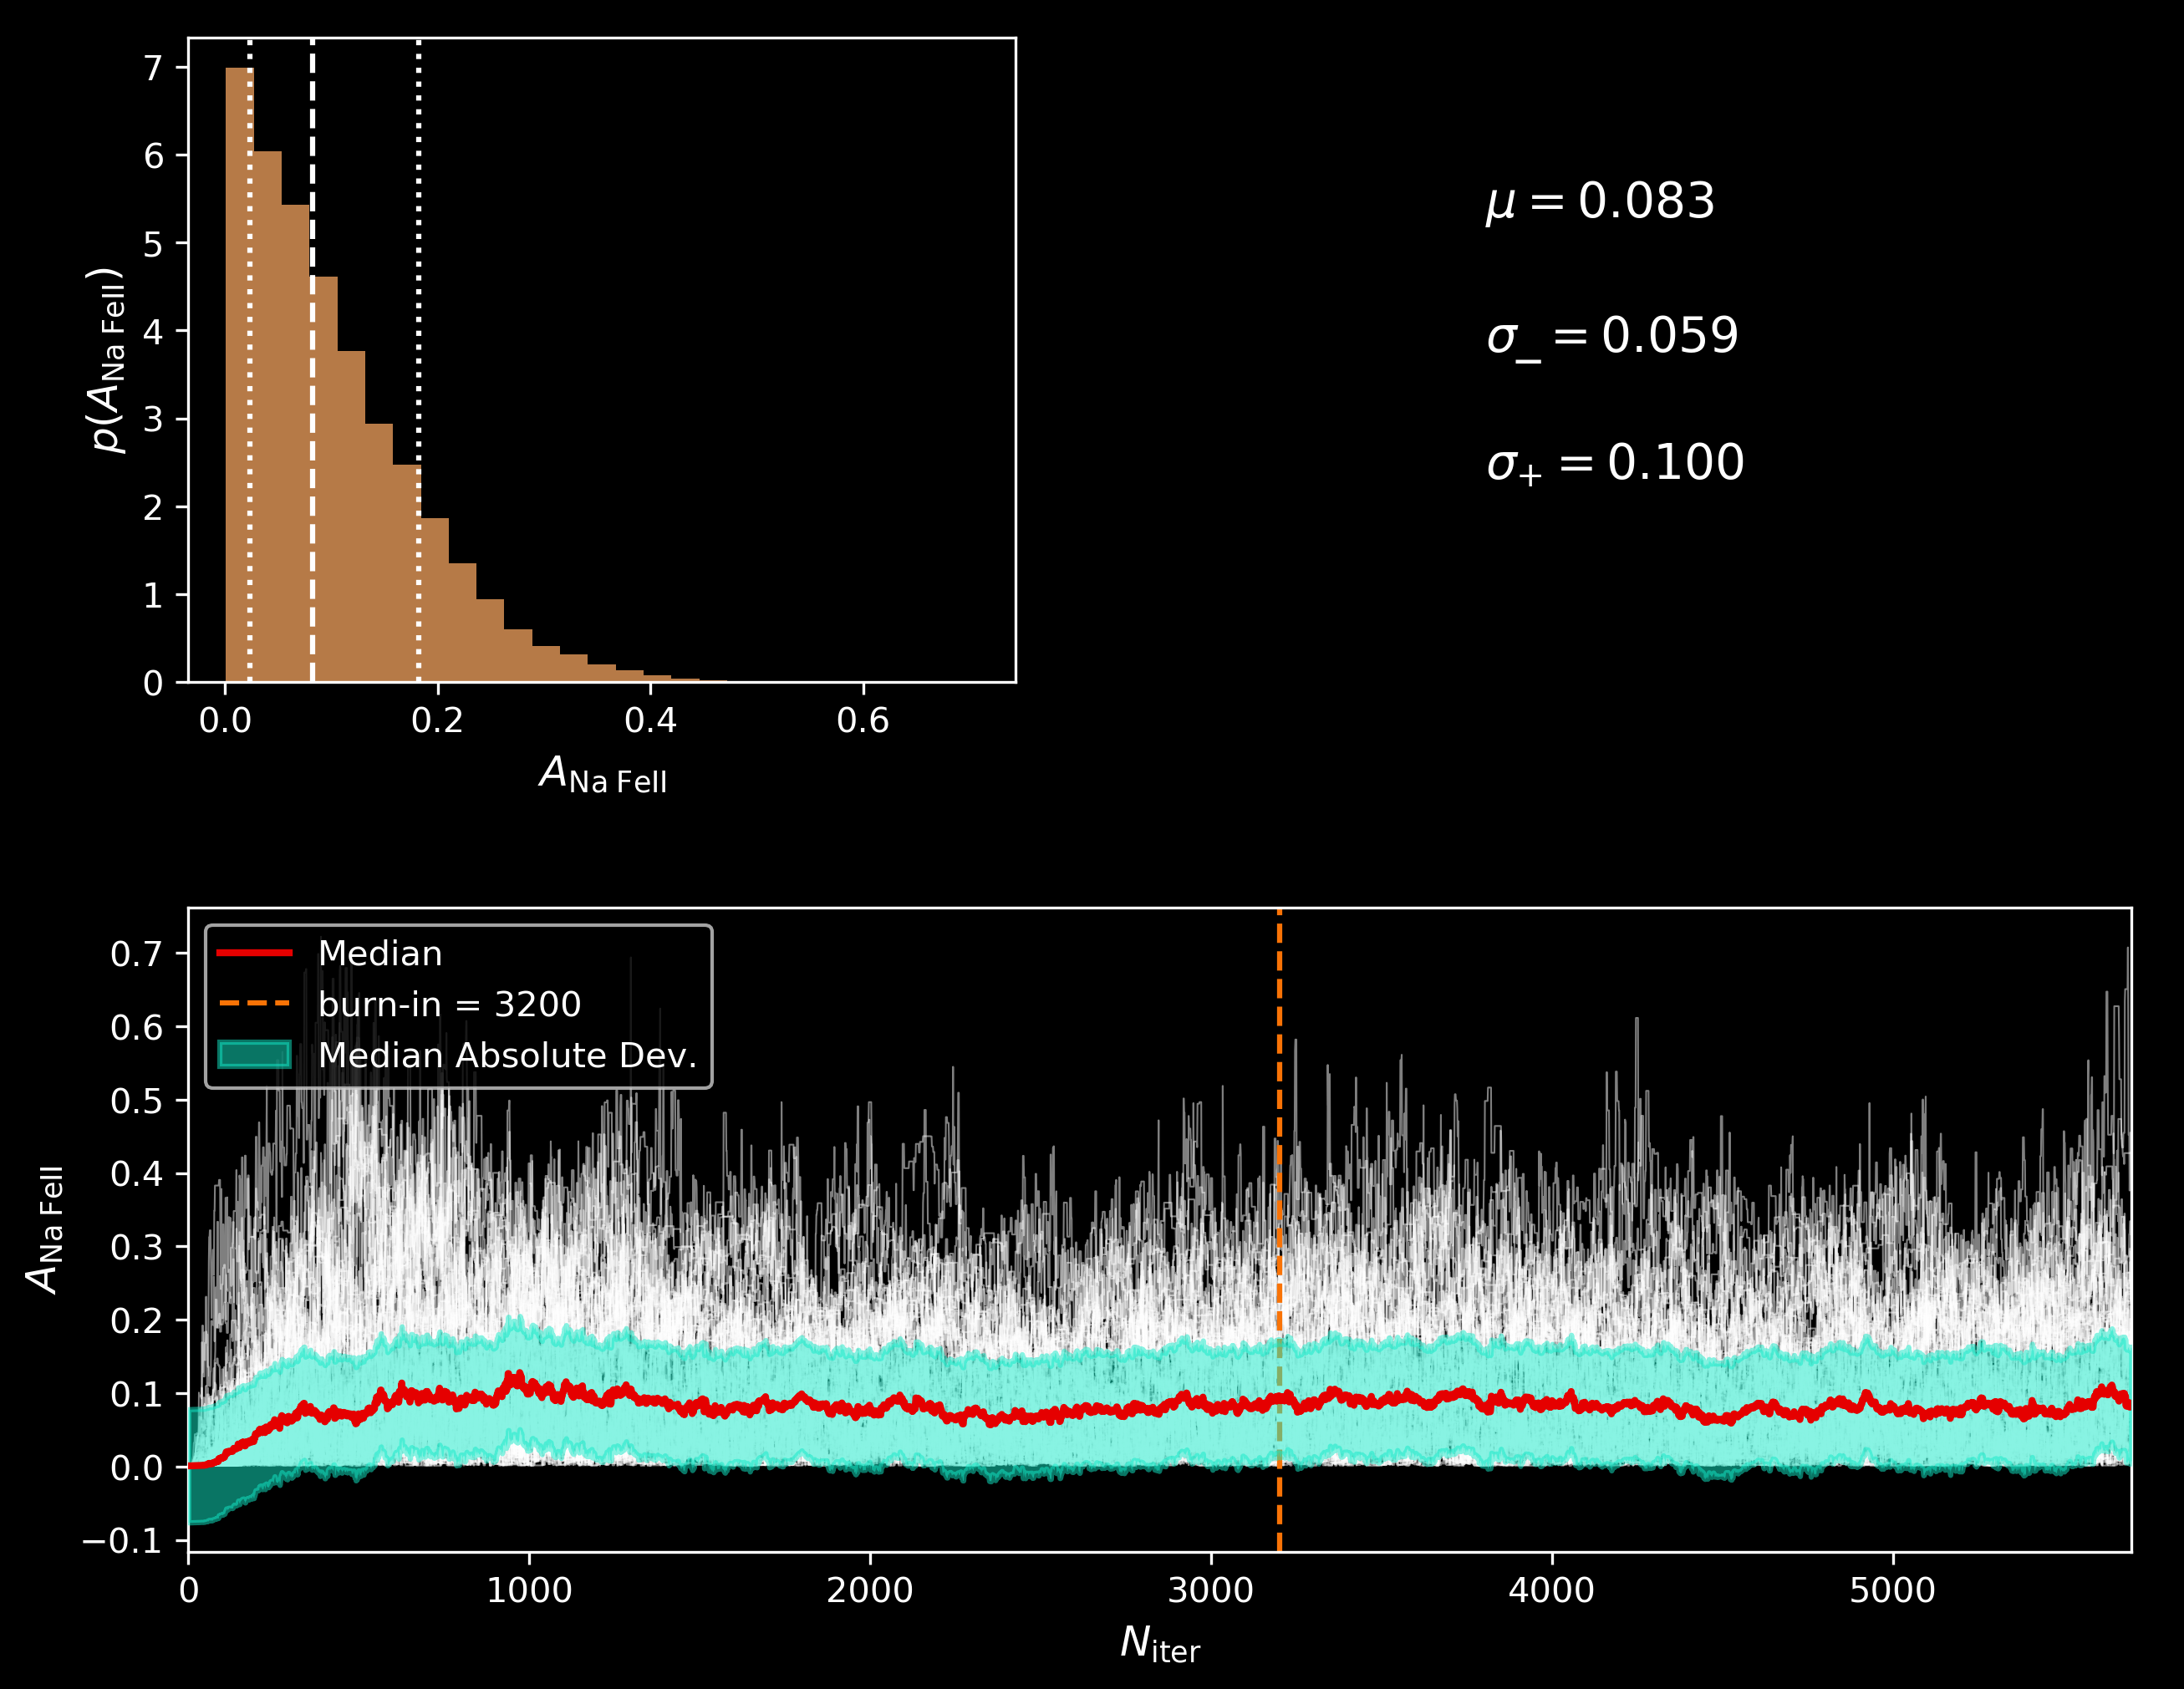 7
6
5
4
3
2
1
0
p(A_Na FeII)
0.0 0.2 0.4 0.6
A_Na FeII
μ = 0.083
σ_− = 0.059
σ_+ = 0.100
Median
burn-in = 3200
Median Absolute Dev.
0.7
0.6
0.5
0.4
0.3
0.2
0.1
0.0
−0.1
A_Na FeII
0 1000 2000 3000 4000 5000
N_iter